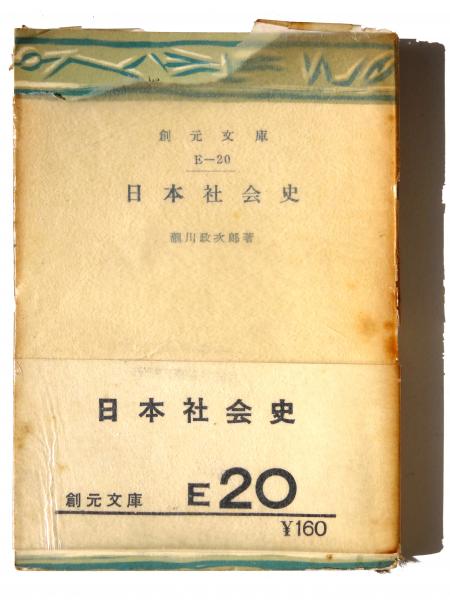 創元文庫
E—20
日本社会史
瀧川政次郎著
日本社会史
創元文庫 E20
¥160